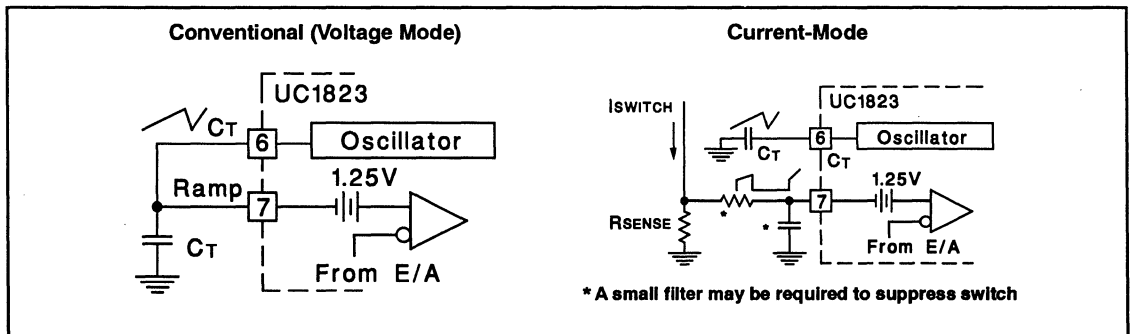 Conventional (Voltage Mode)
UC1823
CT
6
Oscillator
Ramp
7
1.25V
CT
From E/A
Current-Mode
ISWITCH
UC1823
CT
6
CT
Oscillator
1.25V
7
RSENSE
*
*
From E/A
* A small filter may be required to suppress switch